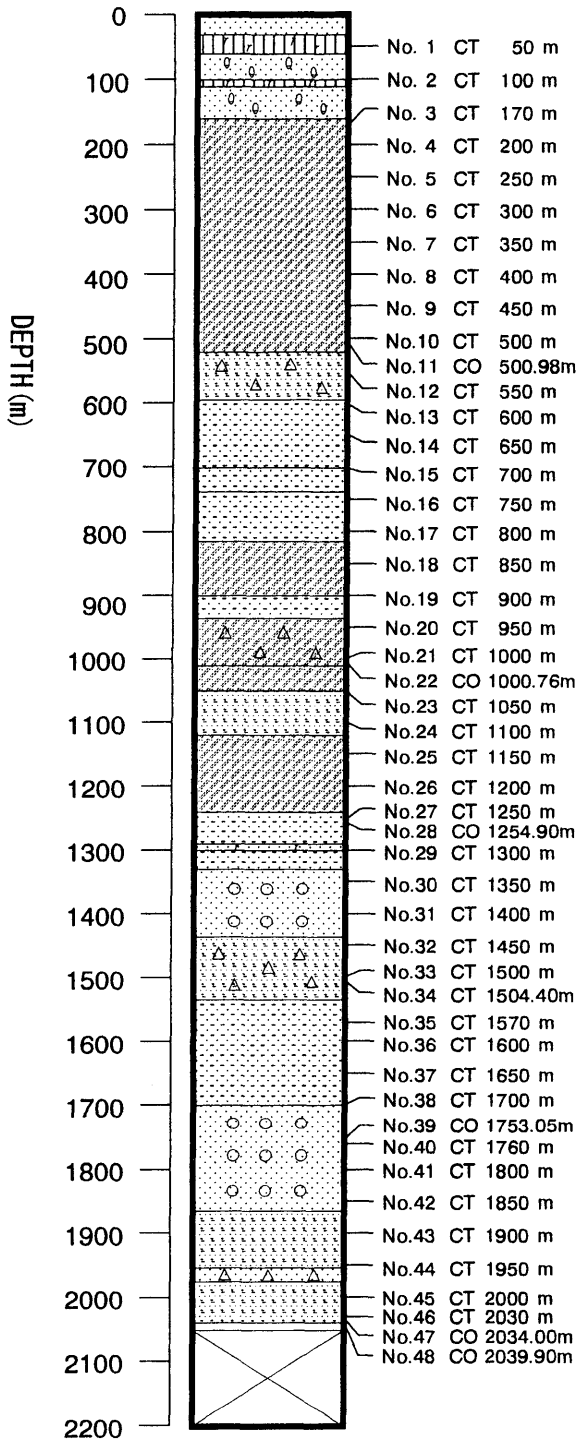 DEPTH (m)
0
100
200
300
400
500
600
700
800
900
1000
1100
1200
1300
1400
1500
1600
1700
1800
1900
2000
2100
2200
No. 1 CT 50 m
No. 2 CT 100 m
No. 3 CT 170 m
No. 4 CT 200 m
No. 5 CT 250 m
No. 6 CT 300 m
No. 7 CT 350 m
No. 8 CT 400 m
No. 9 CT 450 m
No.10 CT 500 m
No.11 CO 500.98m
No.12 CT 550 m
No.13 CT 600 m
No.14 CT 650 m
No.15 CT 700 m
No.16 CT 750 m
No.17 CT 800 m
No.18 CT 850 m
No.19 CT 900 m
No.20 CT 950 m
No.21 CT 1000 m
No.22 CO 1000.76m
No.23 CT 1050 m
No.24 CT 1100 m
No.25 CT 1150 m
No.26 CT 1200 m
No.27 CT 1250 m
No.28 CO 1254.90m
No.29 CT 1300 m
No.30 CT 1350 m
No.31 CT 1400 m
No.32 CT 1450 m
No.33 CT 1500 m
No.34 CT 1504.40m
No.35 CT 1570 m
No.36 CT 1600 m
No.37 CT 1650 m
No.38 CT 1700 m
No.39 CO 1753.05m
No.40 CT 1760 m
No.41 CT 1800 m
No.42 CT 1850 m
No.43 CT 1900 m
No.44 CT 1950 m
No.45 CT 2000 m
No.46 CT 2030 m
No.47 CO 2034.00m
No.48 CO 2039.90m